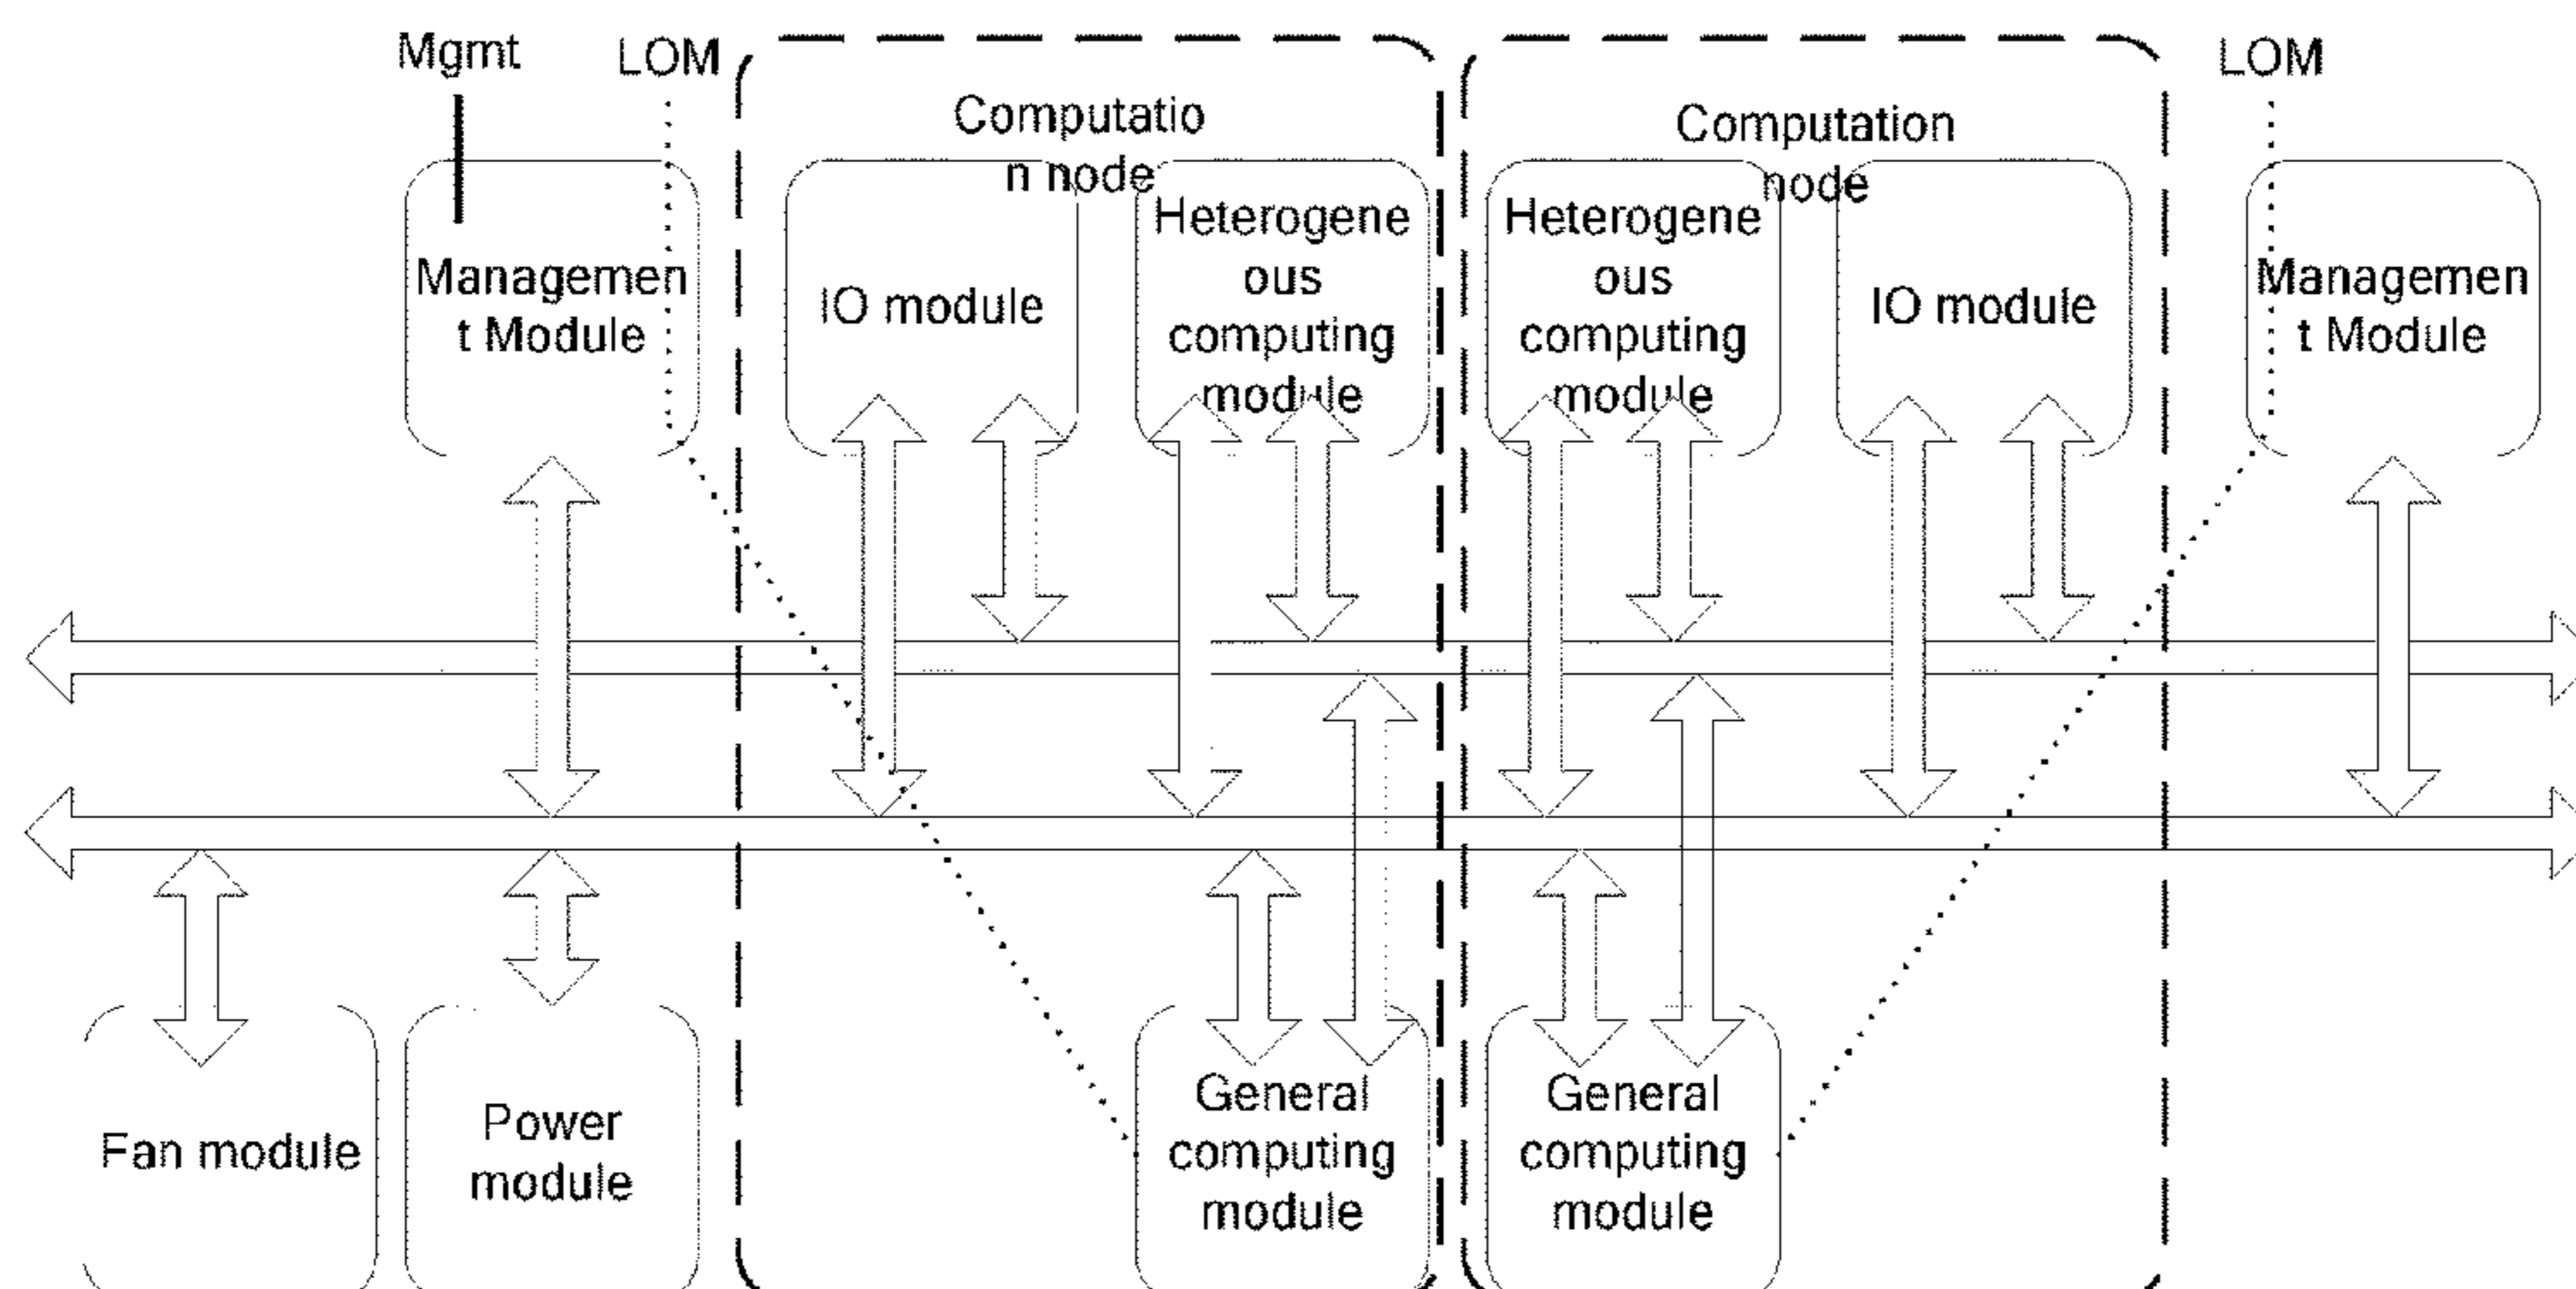 Mgmt
LOM
Computatio
n node
Computation
node
LOM
Managemen
t Module
IO module
Heterogene
ous
computing
module
Heterogene
ous
computing
module
IO module
Managemen
t Module
Fan module
Power
module
General
computing
module
General
computing
module